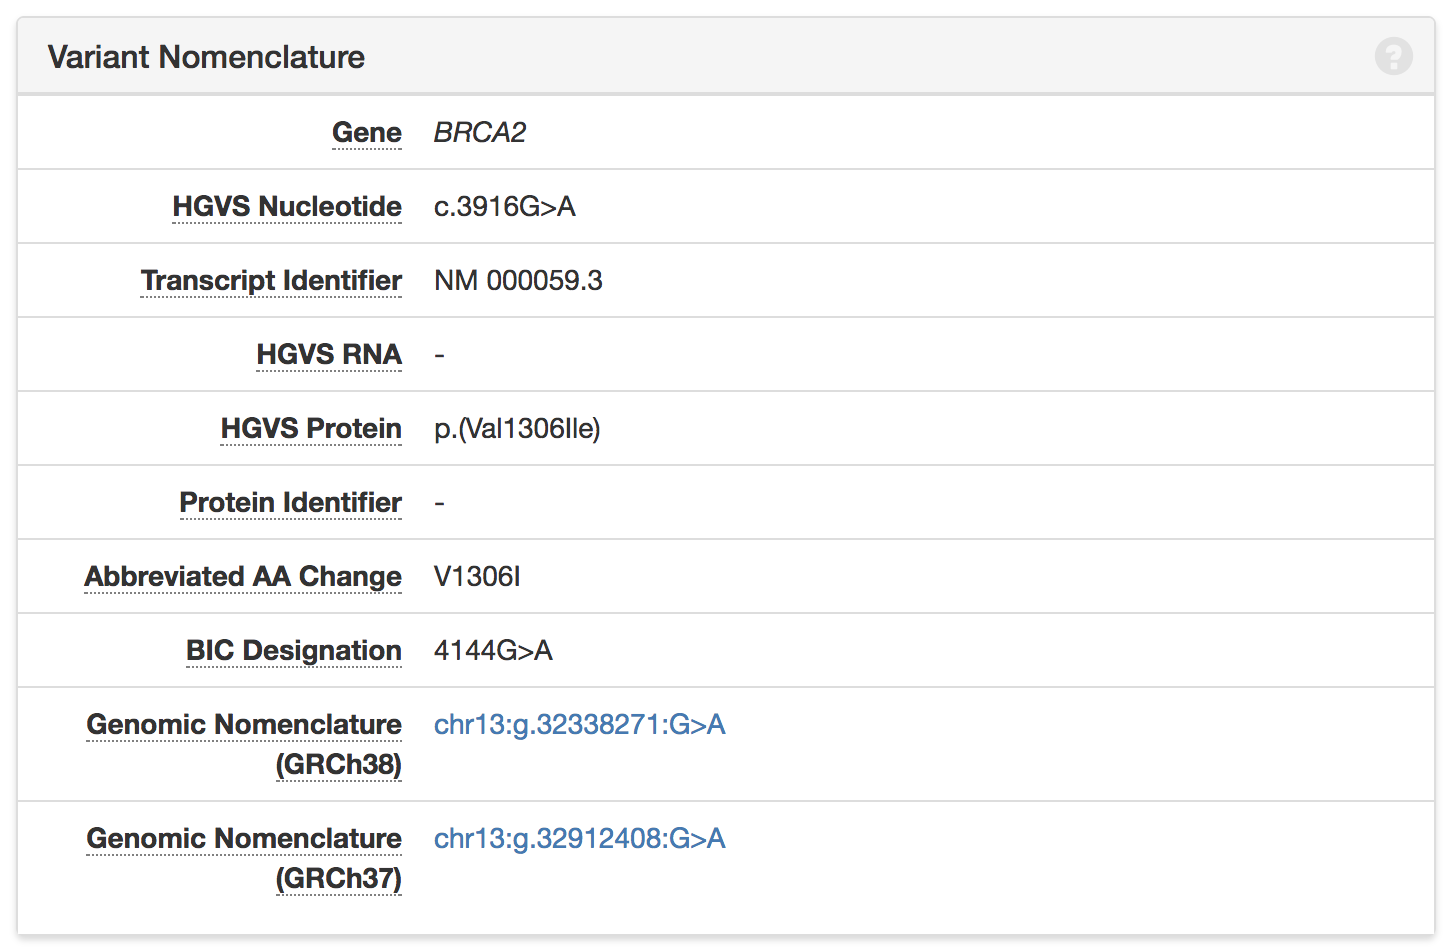 Variant Nomenclature
?
Gene BRCA2
HGVS Nucleotide c.3916G>A
Transcript Identifier NM 000059.3
HGVS RNA -
HGVS Protein p.(Val1306Ile)
Protein Identifier -
Abbreviated AA Change V1306I
BIC Designation 4144G>A
Genomic Nomenclature chr13:g.32338271:G>A
(GRCh38)
Genomic Nomenclature chr13:g.32912408:G>A
(GRCh37)